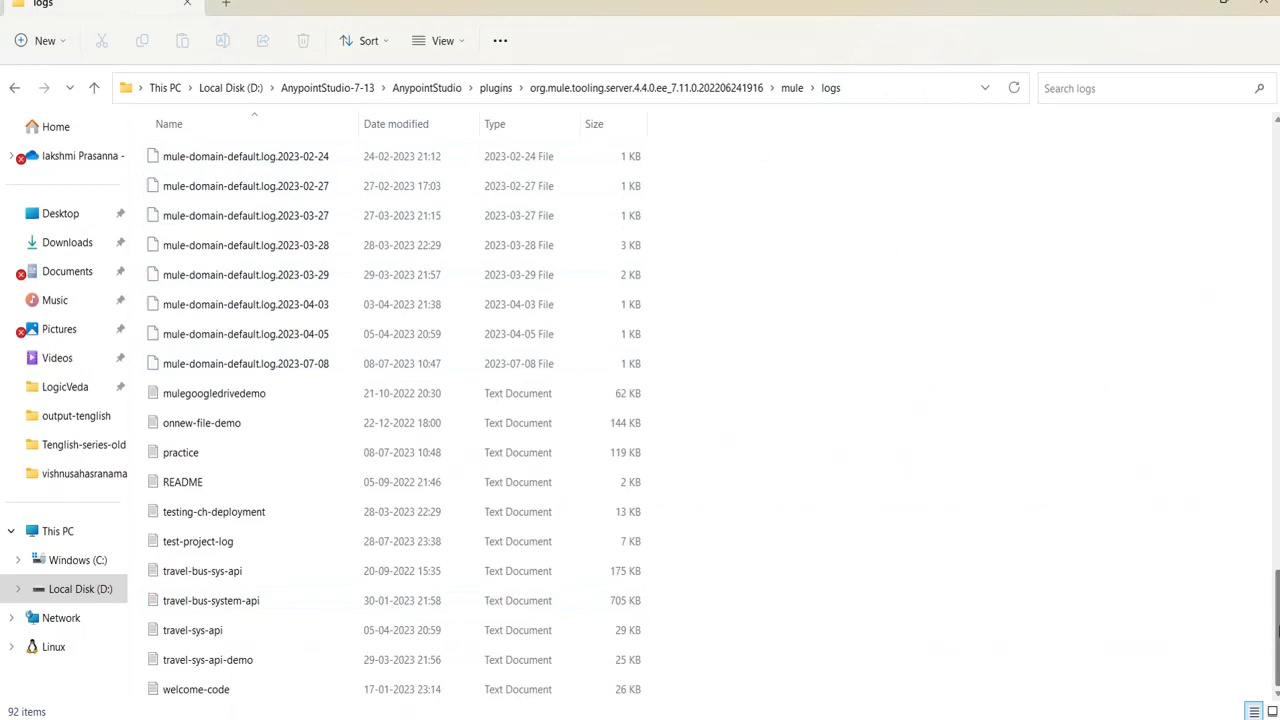 logs
New
Sort
View
This PC
Local Disk (D:)
AnypointStudio-7-13
AnypointStudio
plugins
org.mule.tooling.server.4.4.0.ee_7.11.0.202206241916
mule
logs
Search logs
Name Date modified Type Size
Home
lakshmi Prasanna -
Desktop
Downloads
Documents
Music
Pictures
Videos
LogicVeda
output-tenglish
Tenglish-series-old
vishnusahasranama
This PC
Windows (C:)
Local Disk (D:)
Network
Linux
mule-domain-default.log.2023-02-24 24-02-2023 21:12 2023-02-24 File 1 KB
mule-domain-default.log.2023-02-27 27-02-2023 17:03 2023-02-27 File 1 KB
mule-domain-default.log.2023-03-27 27-03-2023 21:15 2023-03-27 File 1 KB
mule-domain-default.log.2023-03-28 28-03-2023 22:29 2023-03-28 File 3 KB
mule-domain-default.log.2023-03-29 29-03-2023 21:57 2023-03-29 File 2 KB
mule-domain-default.log.2023-04-03 03-04-2023 21:38 2023-04-03 File 1 KB
mule-domain-default.log.2023-04-05 05-04-2023 20:59 2023-04-05 File 1 KB
mule-domain-default.log.2023-07-08 08-07-2023 10:47 2023-07-08 File 1 KB
mulegoogledrivedemo 21-10-2022 20:30 Text Document 62 KB
onnew-file-demo 22-12-2022 18:00 Text Document 144 KB
practice 08-07-2023 10:48 Text Document 119 KB
README 05-09-2022 21:46 Text Document 2 KB
testing-ch-deployment 28-03-2023 22:29 Text Document 13 KB
test-project-log 28-07-2023 23:38 Text Document 7 KB
travel-bus-sys-api 20-09-2022 15:35 Text Document 175 KB
travel-bus-system-api 30-01-2023 21:58 Text Document 705 KB
travel-sys-api 05-04-2023 20:59 Text Document 29 KB
travel-sys-api-demo 29-03-2023 21:56 Text Document 25 KB
welcome-code 17-01-2023 23:14 Text Document 26 KB
92 items